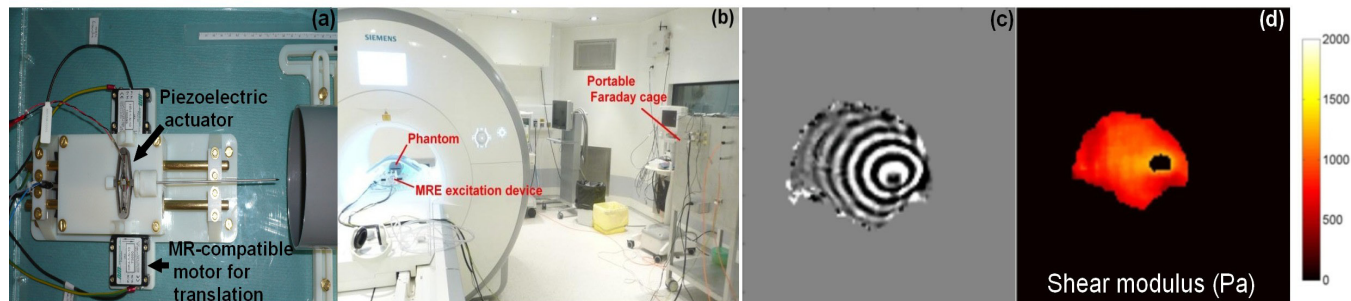 (a)
Piezoelectric
actuator
MR-compatible
motor for
translation
(b)
SIEMENS
Portable
Faraday cage
Phantom
MRE excitation device
(c)
(d)
2000
1500
1000
500
0
Shear modulus (Pa)